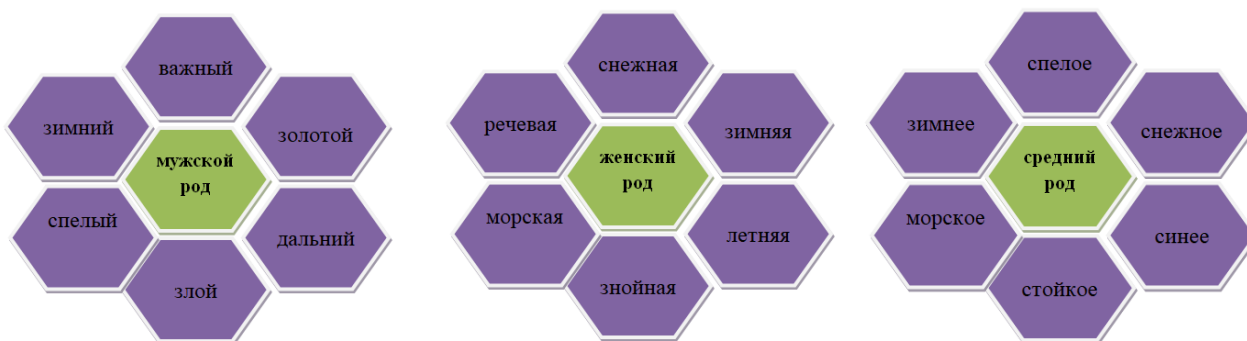 важный
зимний
золотой
мужской
род
спелый
дальний
злой
снежная
речевая
зимняя
женский
род
морская
летняя
знойная
спелое
зимнее
снежное
средний
род
морское
синее
стойкое